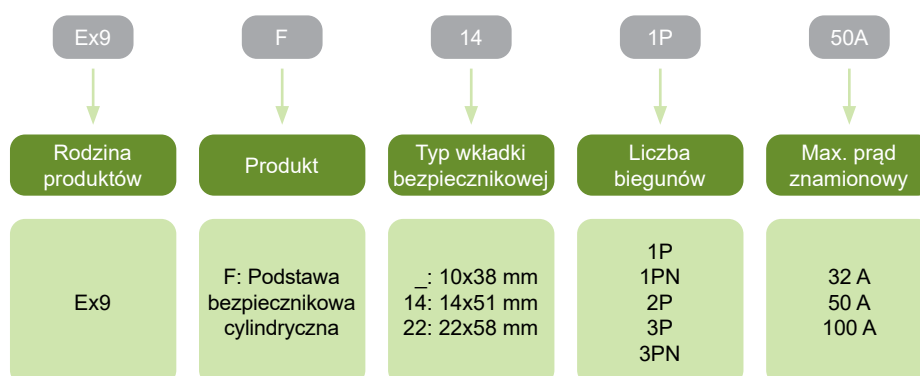 Ex9
F
14
1P
50A
Rodzina
produktów
Produkt
Typ wkładki
bezpiecznikowej
Liczba
biegunów
Max. prąd
znamionowy
Ex9
F: Podstawa
bezpiecznikowa
cylindryczna
_: 10x38 mm
14: 14x51 mm
22: 22x58 mm
1P
1PN
2P
3P
3PN
32 A
50 A
100 A